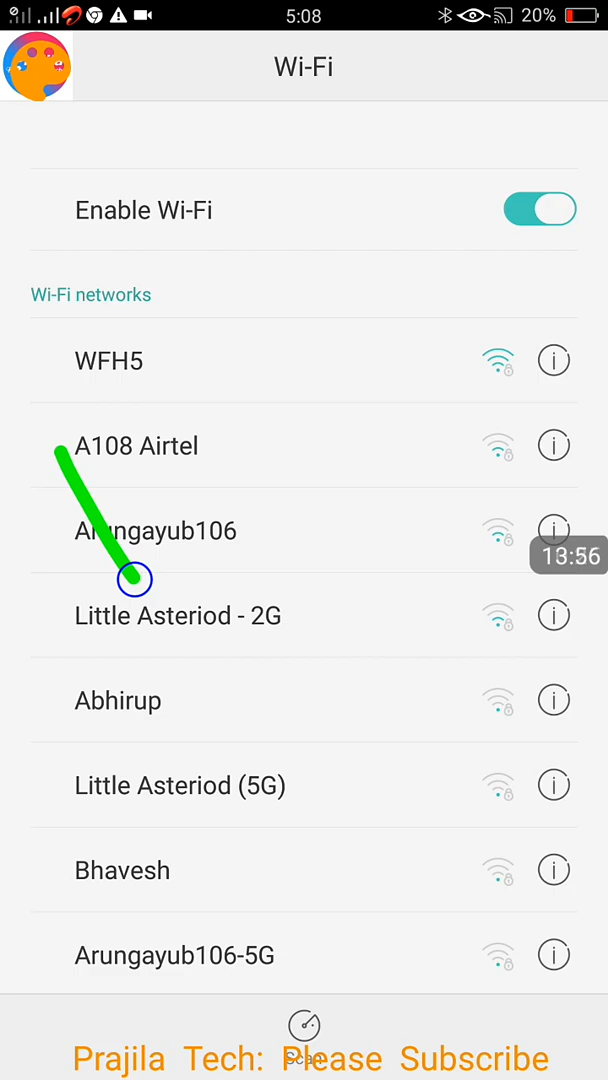 5:08
20%
Wi-Fi
Enable Wi-Fi
Wi-Fi networks
WFH5
A108 Airtel
Arungayub106
13:56
Little Asteriod - 2G
Abhirup
Little Asteriod (5G)
Bhavesh
Arungayub106-5G
Scan
Prajila Tech: Please Subscribe